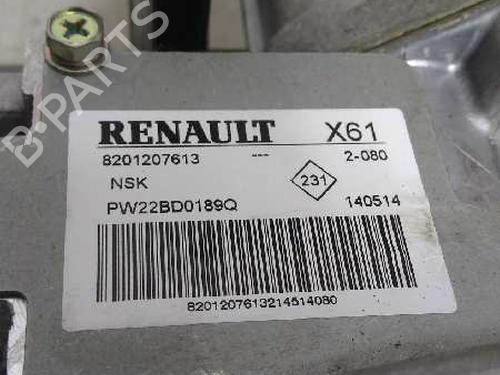 B-PARTS
RENAULT X61
8201207613 --- 2-080
NSK 231
PW22BD0189Q 140514
8201207613214514080